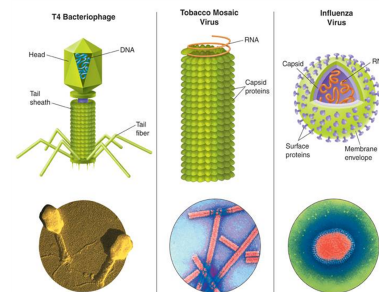 T4 Bacteriophage
Head
DNA
Tail
sheath
Tail
fiber
Tobacco Mosaic
Virus
RNA
Capsid
proteins
Influenza
Virus
Capsid
Surface
proteins
Membrane
envelope